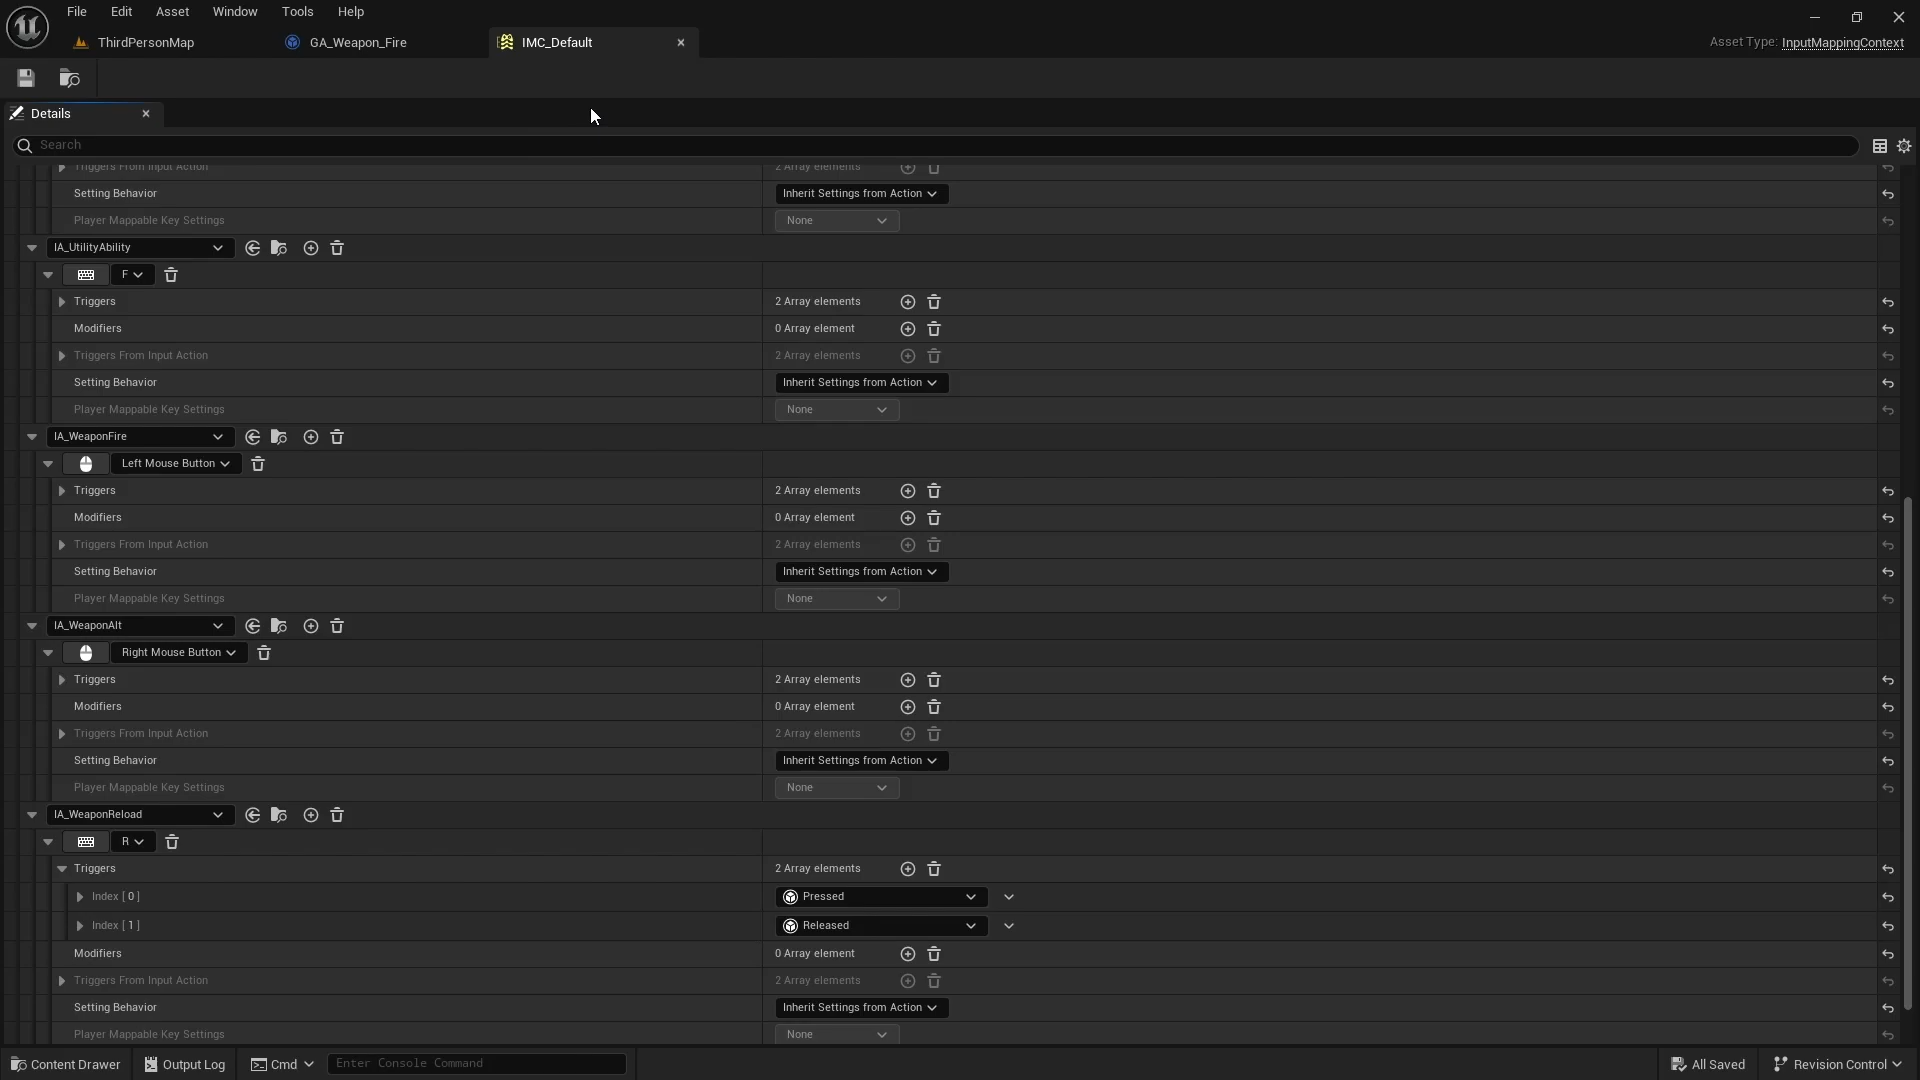 File Edit Asset Window Tools Help
ThirdPersonMap GA_Weapon_Fire IMC_Default Asset Type: InputMappingContext
Details
Search
Triggers From Input Action 2 Array elements
Setting Behavior Inherit Settings from Action
Player Mappable Key Settings None
IA_UtilityAbility
F
Triggers 2 Array elements
Modifiers 0 Array element
Triggers From Input Action 2 Array elements
Setting Behavior Inherit Settings from Action
Player Mappable Key Settings None
IA_WeaponFire
Left Mouse Button
Triggers 2 Array elements
Modifiers 0 Array element
Triggers From Input Action 2 Array elements
Setting Behavior Inherit Settings from Action
Player Mappable Key Settings None
IA_WeaponAlt
Right Mouse Button
Triggers 2 Array elements
Modifiers 0 Array element
Triggers From Input Action 2 Array elements
Setting Behavior Inherit Settings from Action
Player Mappable Key Settings None
IA_WeaponReload
R
Triggers 2 Array elements
Index [ 0 ] Pressed
Index [ 1 ] Released
Modifiers 0 Array element
Triggers From Input Action 2 Array elements
Setting Behavior Inherit Settings from Action
Player Mappable Key Settings None
Content Drawer Output Log Cmd Enter Console Command All Saved Revision Control